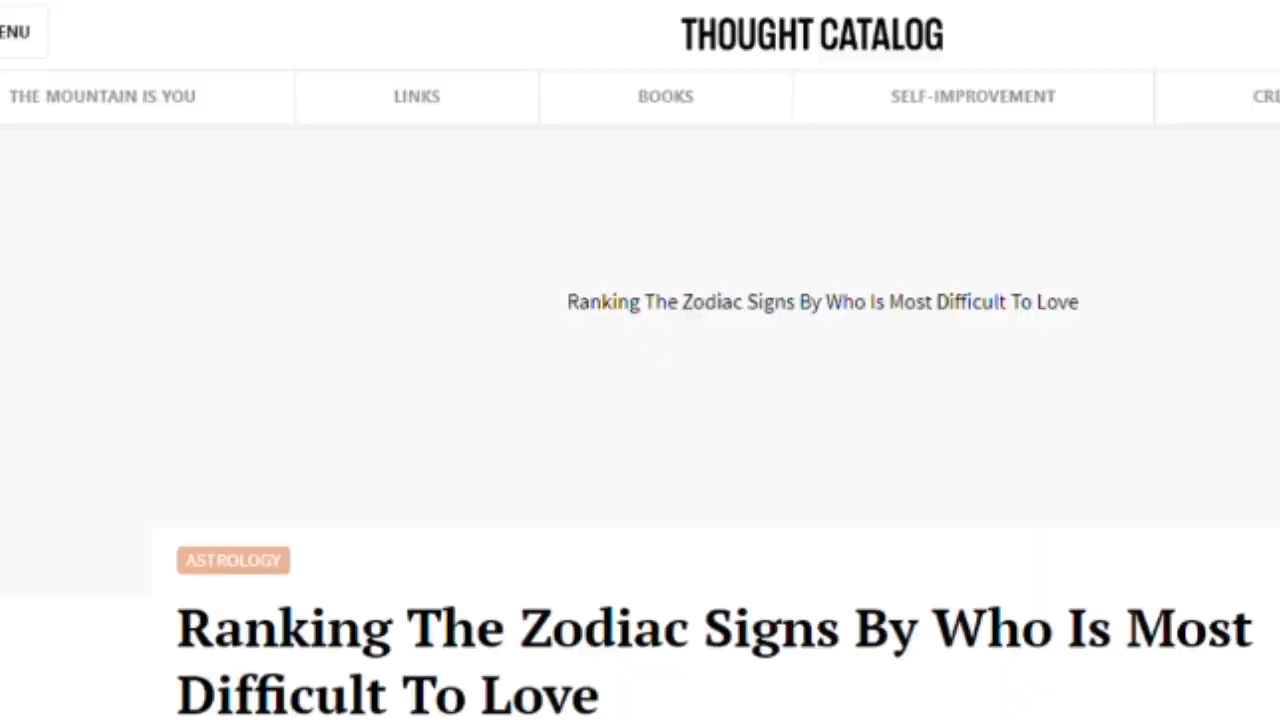 ENU
THOUGHT CATALOG
THE MOUNTAIN IS YOU
LINKS
BOOKS
SELF-IMPROVEMENT
CRE
Ranking The Zodiac Signs By Who Is Most Difficult To Love
ASTROLOGY
Ranking The Zodiac Signs By Who Is Most
Difficult To Love